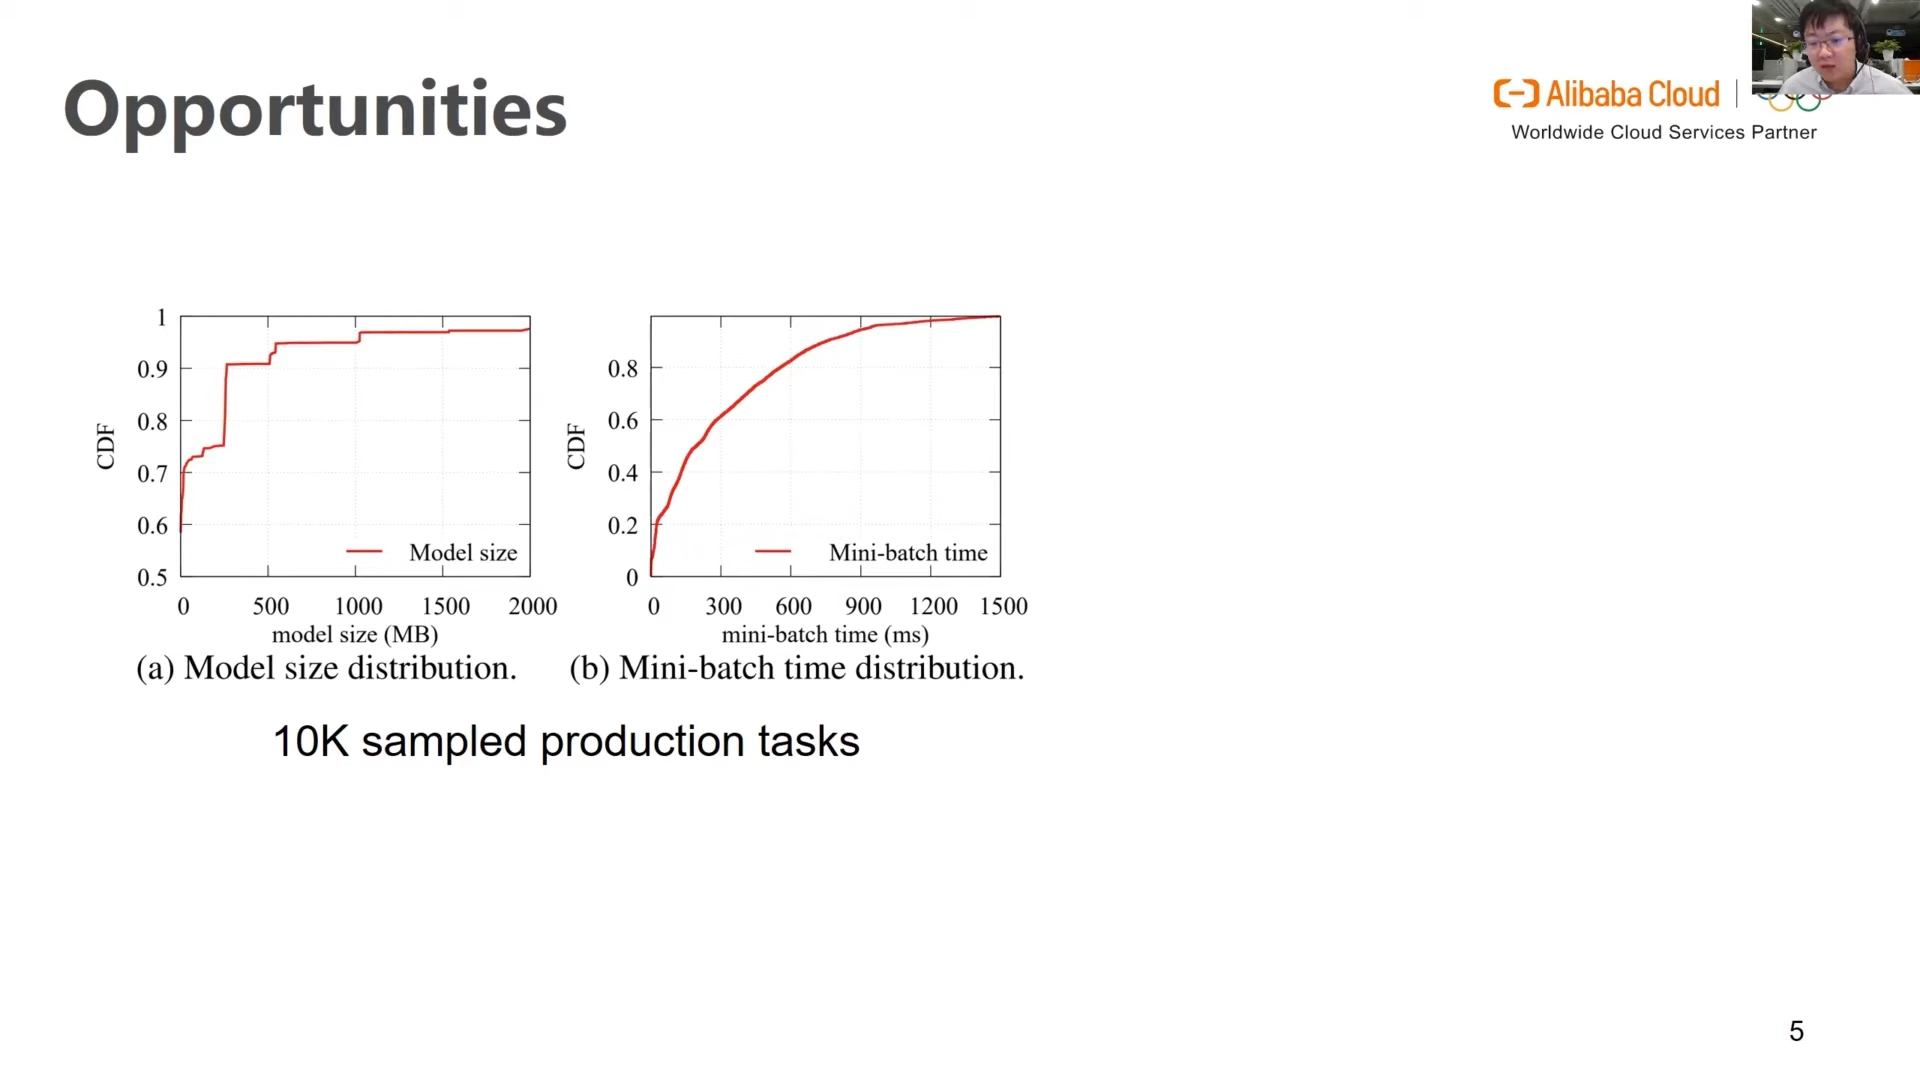 Opportunities
Alibaba Cloud
Worldwide Cloud Services Partner
1
0.9
0.8
0.7
0.6
0.5
CDF
Model size
0 500 1000 1500 2000
model size (MB)
(a) Model size distribution.
0.8
0.6
0.4
0.2
0
CDF
Mini-batch time
0 300 600 900 1200 1500
mini-batch time (ms)
(b) Mini-batch time distribution.
10K sampled production tasks
5